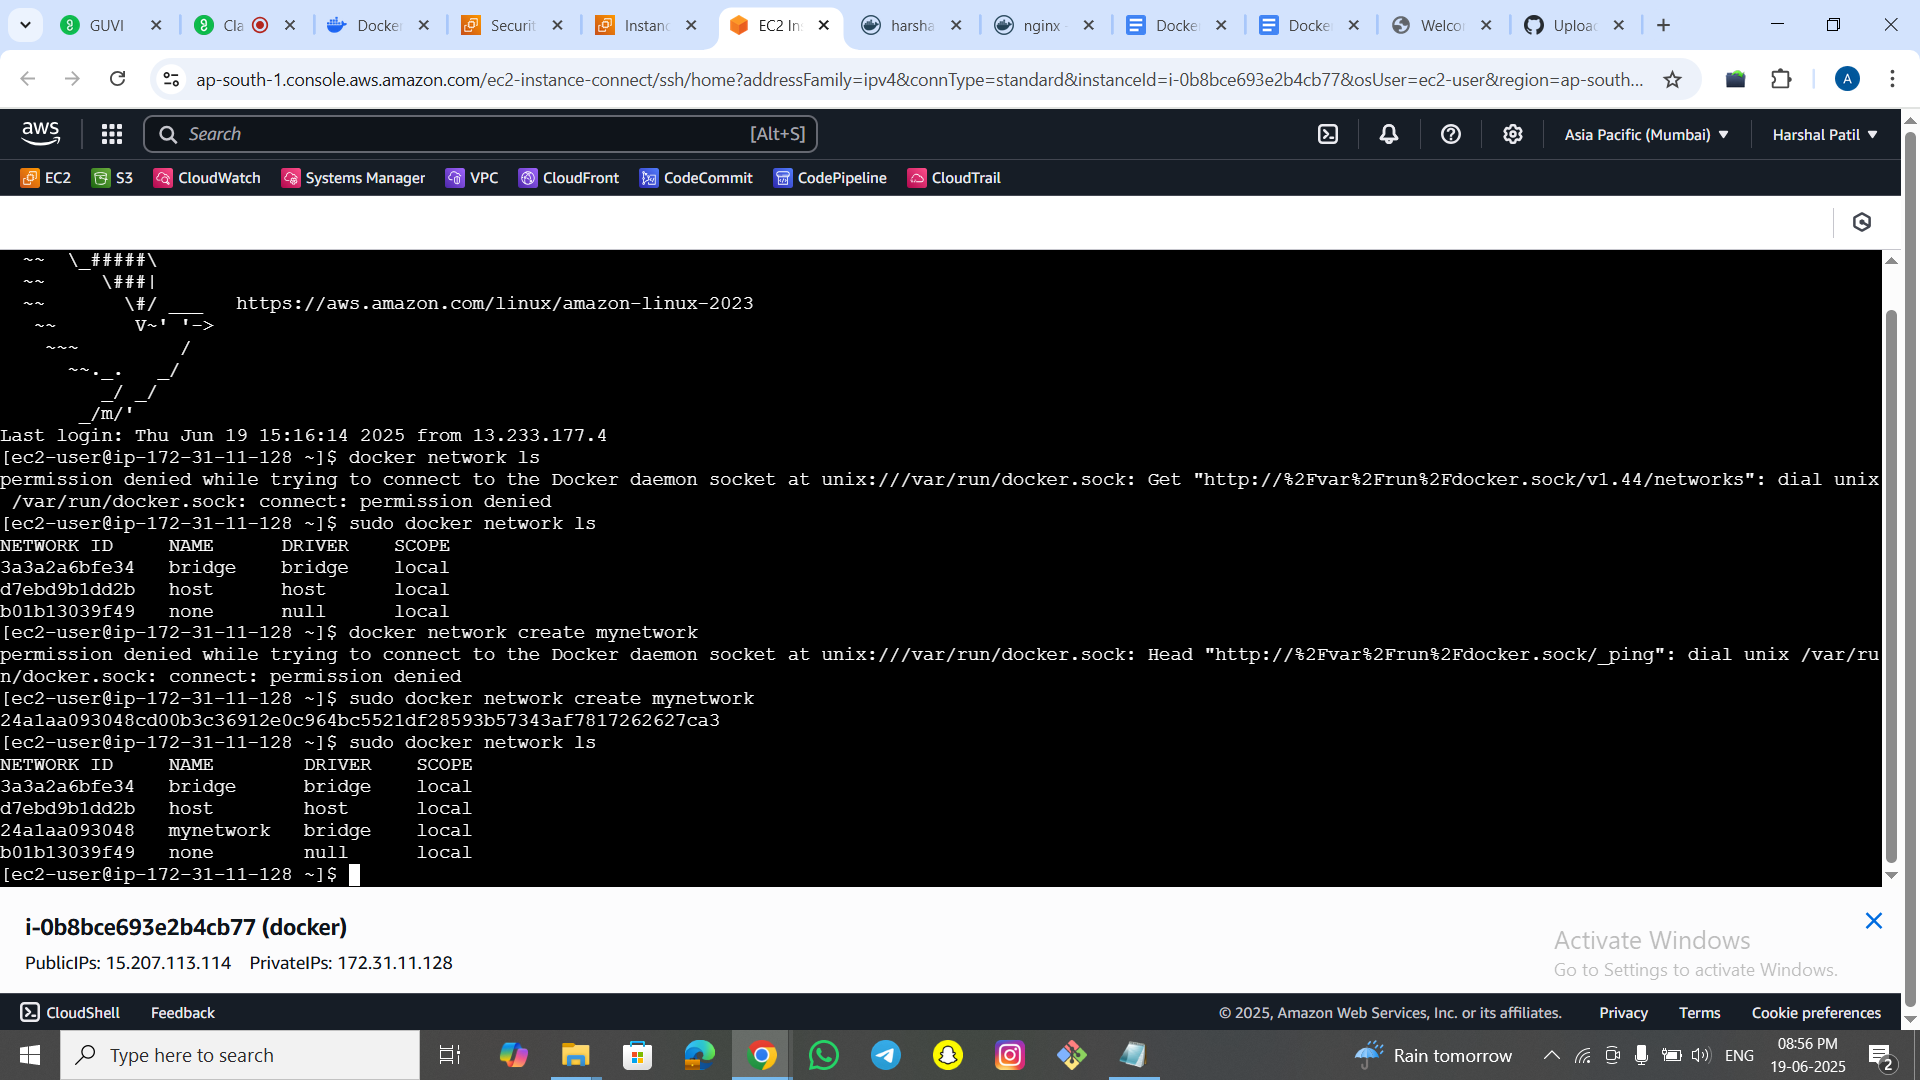 GUVI
Cla
Docker
Securit
Instanc
EC2 In
harsha
nginx
Docke
Docke
Welco
Uploa
ap-south-1.console.aws.amazon.com/ec2-instance-connect/ssh/home?addressFamily=ipv4&connType=standard&instanceId=i-0b8bce693e2b4cb77&osUser=ec2-user&region=ap-south...
A
aws
Search
[Alt+S]
Asia Pacific (Mumbai)
Harshal Patil
EC2
S3
CloudWatch
Systems Manager
VPC
CloudFront
CodeCommit
CodePipeline
CloudTrail
~~  \_#####\
~~     \###|
~~       \#/ ___   https://aws.amazon.com/linux/amazon-linux-2023
~~       V~' '->
~~~         /
~~._.   _/
_/ _/
_/m/'
Last login: Thu Jun 19 15:16:14 2025 from 13.233.177.4
[ec2-user@ip-172-31-11-128 ~]$ docker network ls
permission denied while trying to connect to the Docker daemon socket at unix:///var/run/docker.sock: Get "http://%2Fvar%2Frun%2Fdocker.sock/v1.44/networks": dial unix
/var/run/docker.sock: connect: permission denied
[ec2-user@ip-172-31-11-128 ~]$ sudo docker network ls
NETWORK ID     NAME      DRIVER    SCOPE
3a3a2a6bfe34   bridge    bridge    local
d7ebd9b1dd2b   host      host      local
b01b13039f49   none      null      local
[ec2-user@ip-172-31-11-128 ~]$ docker network create mynetwork
permission denied while trying to connect to the Docker daemon socket at unix:///var/run/docker.sock: Head "http://%2Fvar%2Frun%2Fdocker.sock/_ping": dial unix /var/ru
n/docker.sock: connect: permission denied
[ec2-user@ip-172-31-11-128 ~]$ sudo docker network create mynetwork
24a1aa093048cd00b3c36912e0c964bc5521df28593b57343af7817262627ca3
[ec2-user@ip-172-31-11-128 ~]$ sudo docker network ls
NETWORK ID     NAME        DRIVER    SCOPE
3a3a2a6bfe34   bridge      bridge    local
d7ebd9b1dd2b   host        host      local
24a1aa093048   mynetwork   bridge    local
b01b13039f49   none        null      local
[ec2-user@ip-172-31-11-128 ~]$
i-0b8bce693e2b4cb77 (docker)
PublicIPs: 15.207.113.114   PrivateIPs: 172.31.11.128
Activate Windows
Go to Settings to activate Windows.
CloudShell
Feedback
© 2025, Amazon Web Services, Inc. or its affiliates.
Privacy
Terms
Cookie preferences
Type here to search
Rain tomorrow
ENG
08:56 PM
19-06-2025
2